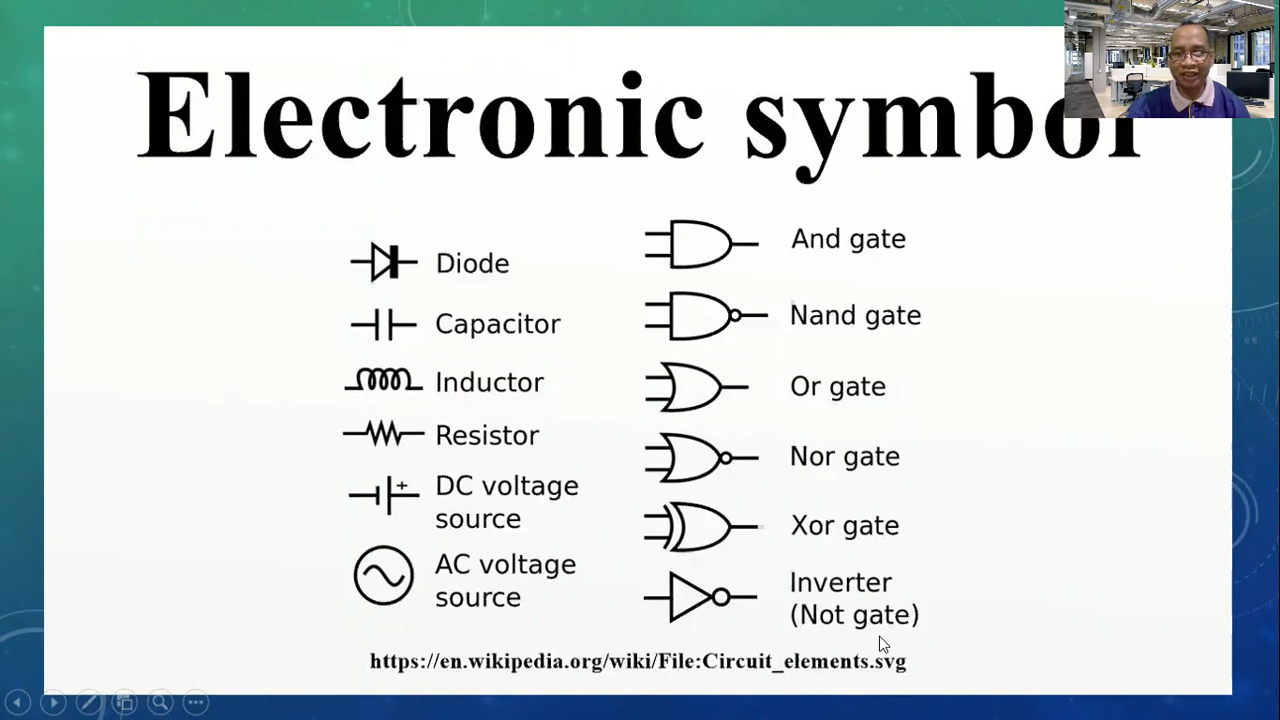 Electronic symbol
Diode
Capacitor
Inductor
Resistor
+
DC voltage
source
AC voltage
source
And gate
Nand gate
Or gate
Nor gate
Xor gate
Inverter
(Not gate)
https://en.wikipedia.org/wiki/File:Circuit_elements.svg